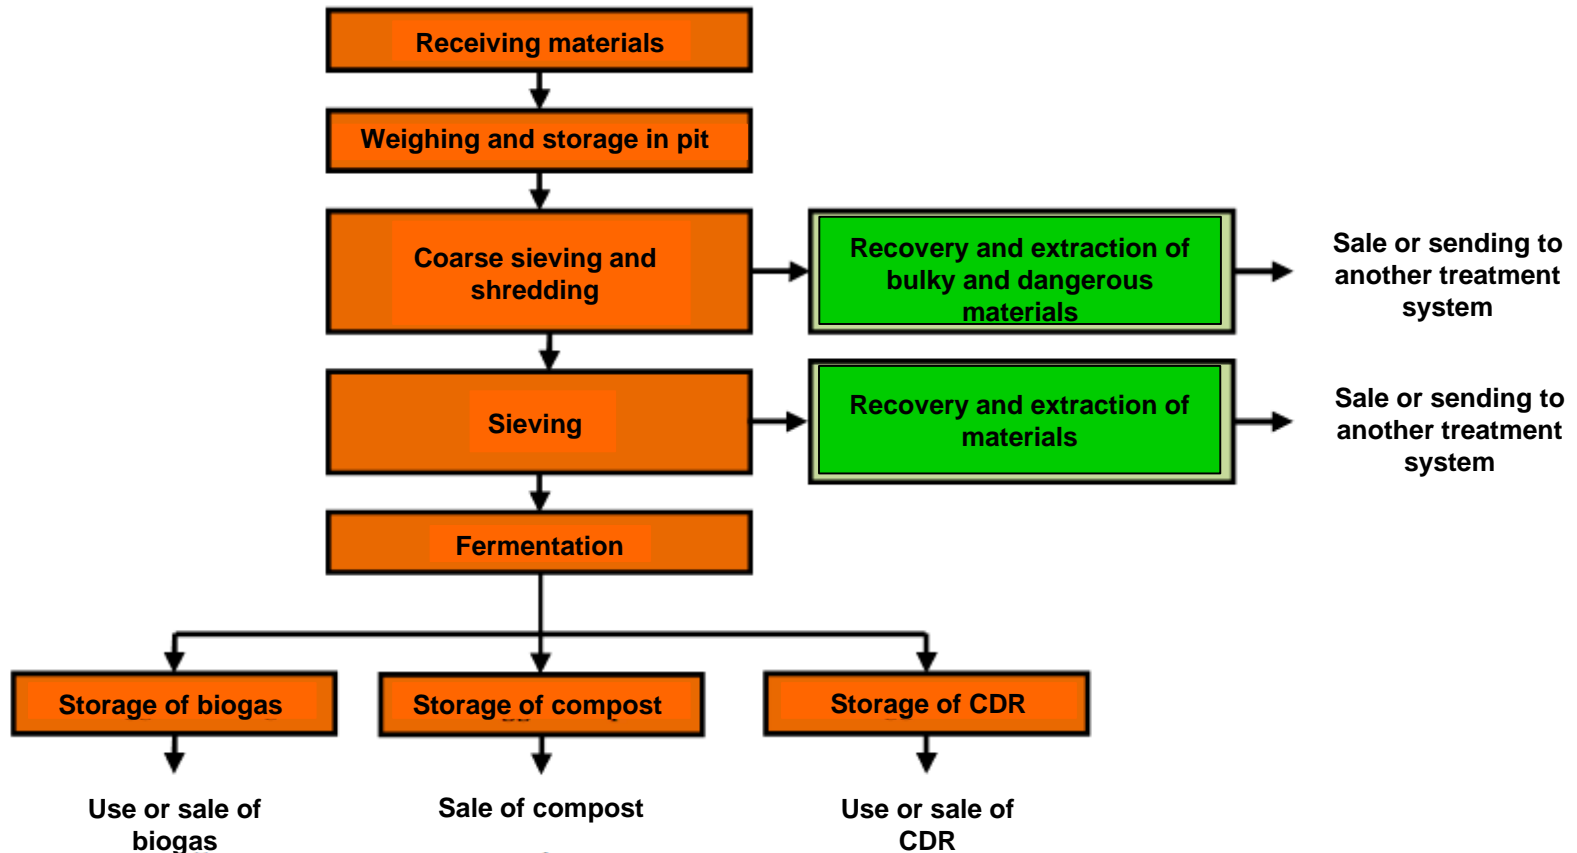 Receiving materials
Weighing and storage in pit
Coarse sieving and
shredding
Recovery and extraction of
bulky and dangerous
materials
Sale or sending to
another treatment
system
Sieving
Recovery and extraction of
materials
Sale or sending to
another treatment
system
Fermentation
Storage of biogas
Storage of compost
Storage of CDR
Use or sale of
biogas
Sale of compost
Use or sale of
CDR